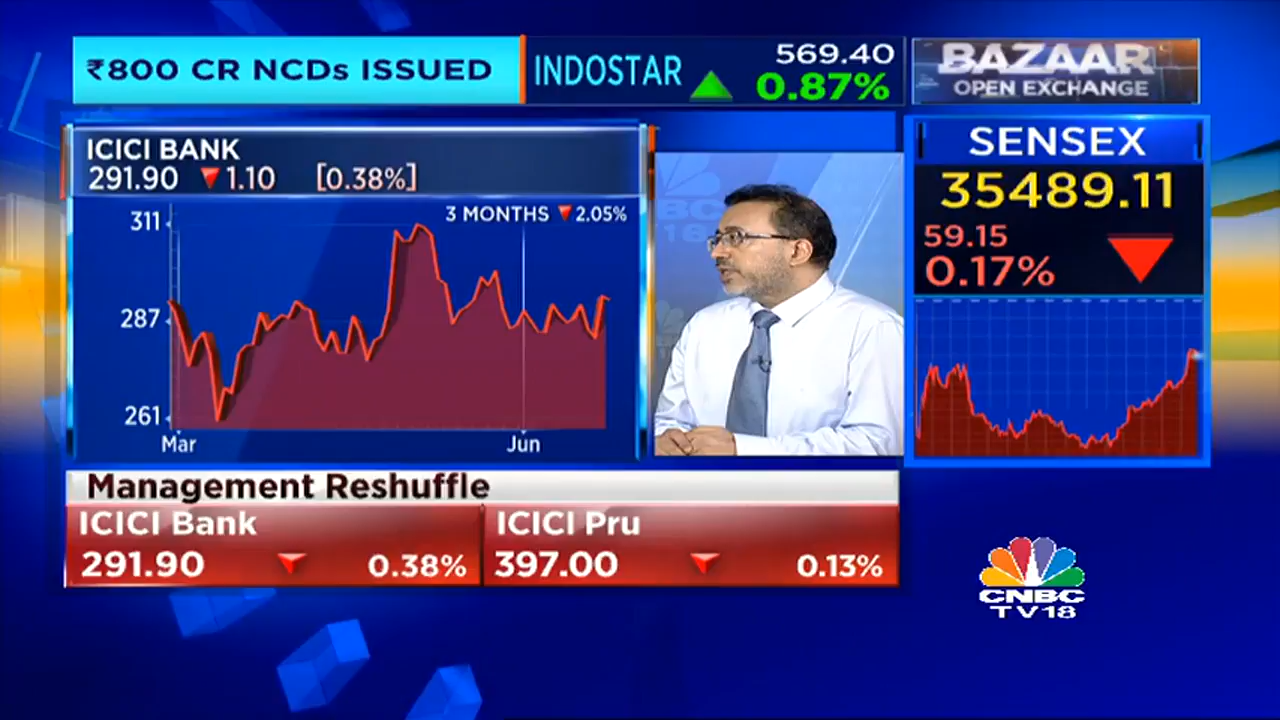 ₹800 CR NCDs ISSUED
INDOSTAR
569.40
0.87%
BAZAAR
OPEN EXCHANGE
ICICI BANK
291.90 1.10 [0.38%]
3 MONTHS 2.05%
311
287
261
Mar Jun
SENSEX
35489.11
59.15
0.17%
Management Reshuffle
ICICI Bank
291.90 0.38%
ICICI Pru
397.00 0.13%
CNBC
TV18